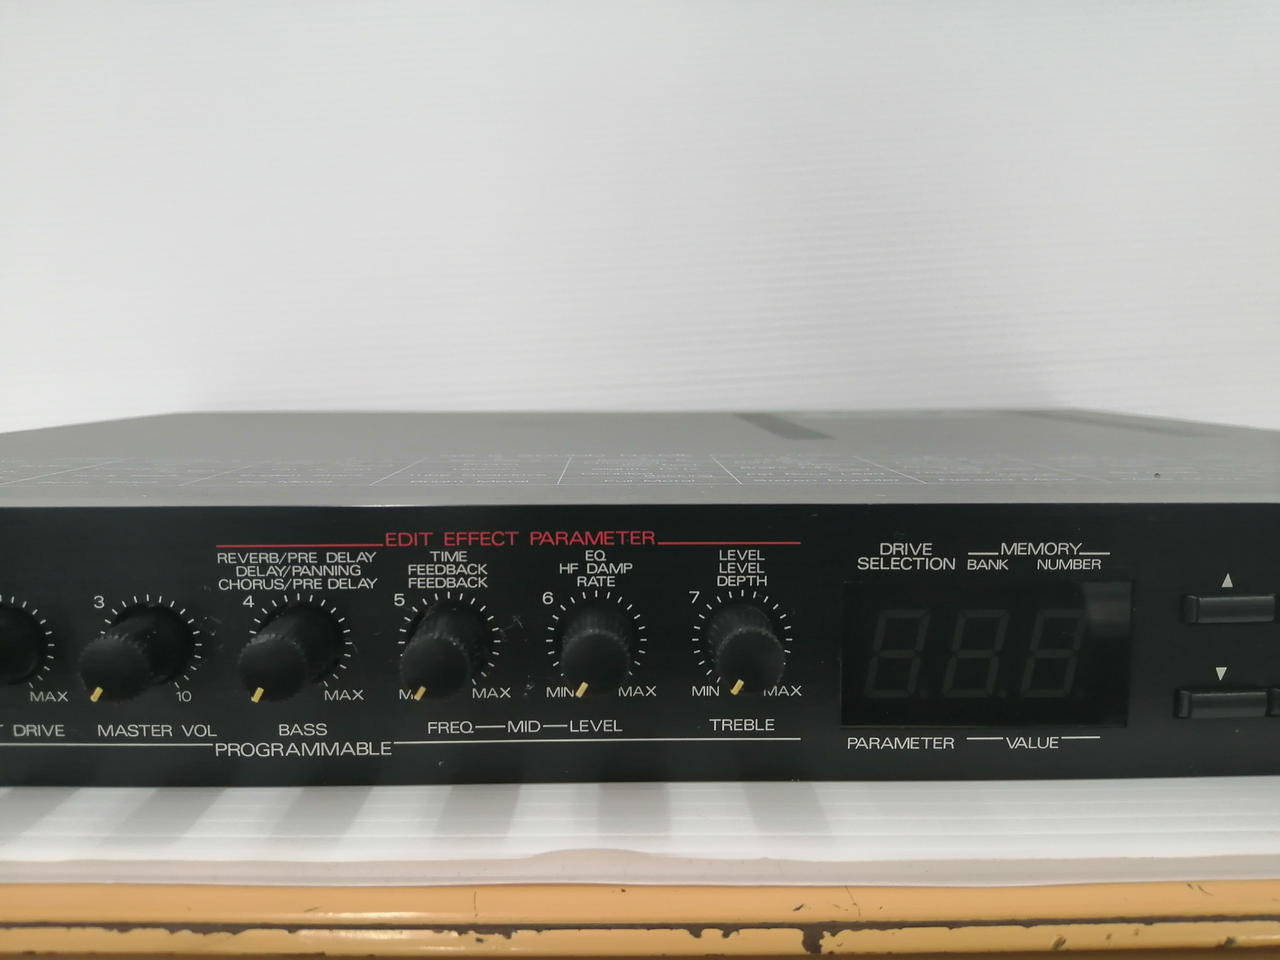 EDIT EFFECT PARAMETER
REVERB/PRE DELAY TIME EQ LEVEL
DELAY/PANNING FEEDBACK HF DAMP LEVEL
CHORUS/PRE DELAY FEEDBACK RATE DEPTH
DRIVE SELECTION
MEMORY
BANK NUMBER
3 4 5 6 7
MAX 10 MAX MAX MIN MAX MIN MAX
DRIVE MASTER VOL BASS FREQ MID LEVEL TREBLE
PROGRAMMABLE
PARAMETER VALUE